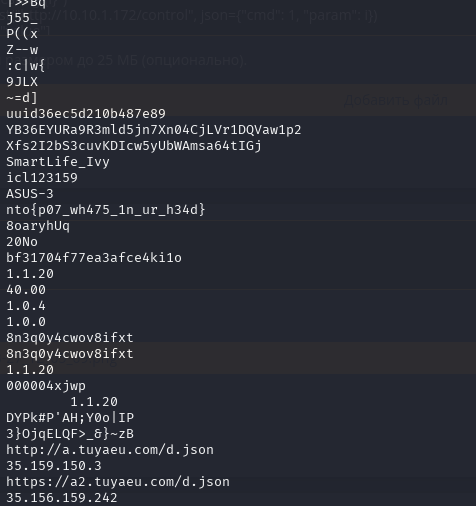 |>>Bq
j55_
P((x
Z--w
:c|w{
9JLX
~=d]
uuid36ec5d210b487e89
YB36EYURa9R3mld5jn7Xn04CjLVr1DQVaw1p2
Xfs2I2bS3cuvKDIcw5yUbWAmsa64tIGj
SmartLife_Ivy
icl123159
ASUS-3
nto{p07_wh475_1n_ur_h34d}
8oaryhUq
20No
bf31704f77ea3afce4ki1o
1.1.20
40.00
1.0.4
1.0.0
8n3q0y4cwov8ifxt
8n3q0y4cwov8ifxt
1.1.20
000004xjwp
1.1.20
DYPk#P'AH;Y0o|IP
3}OjqELQF>_&}~zB
http://a.tuyaeu.com/d.json
35.159.150.3
https://a2.tuyaeu.com/d.json
35.156.159.242
://10.10.1.172/control", json={"cmd": 1, "param": i})
ром до 25 МБ (опционально)
Добавить файл